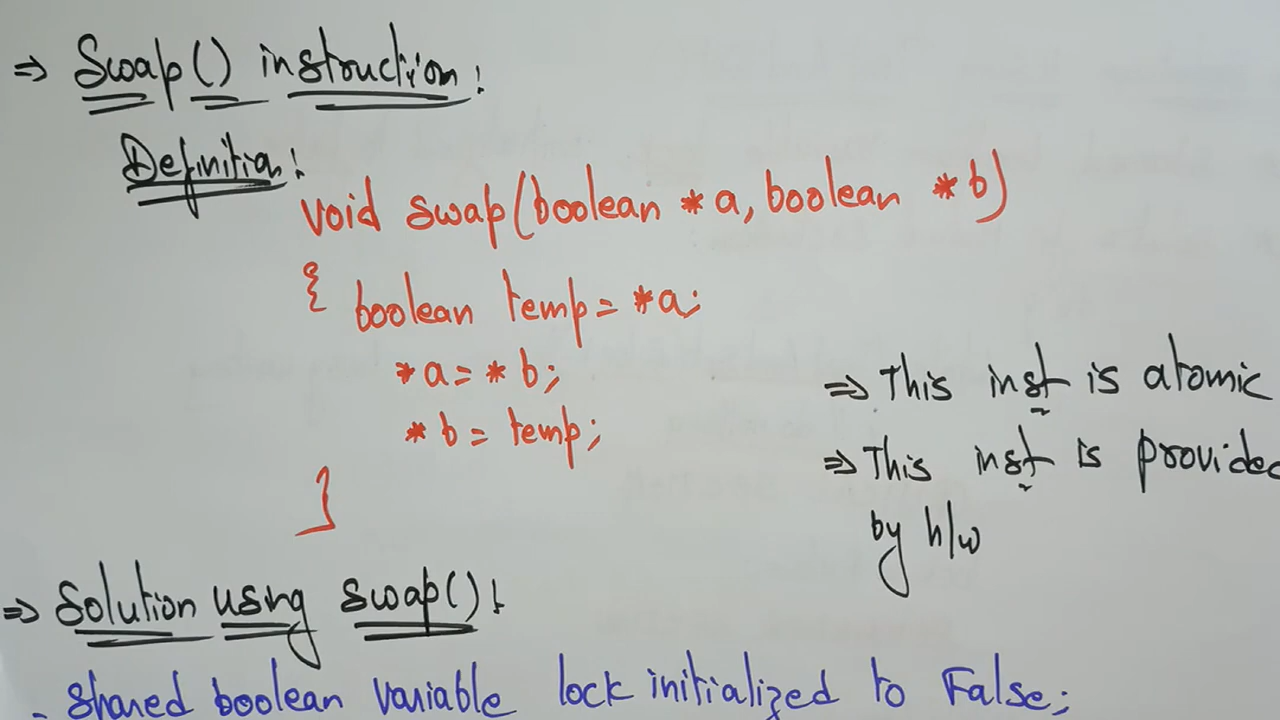 ⇒ Swap() instruction:
Definition:
void swap(boolean *a, boolean *b)
{ boolean temp = *a;
*a = *b;
*b = temp;
}
⇒ This inst is atomic
⇒ This inst is provided
by h/w
⇒ Solution using swap():
- shared boolean variable lock initialized to False;